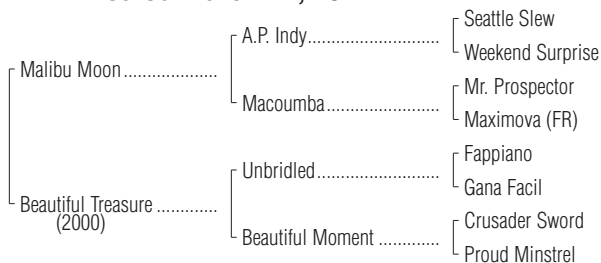 Seattle Slew
A.P. Indy..............................
Weekend Surprise
Malibu Moon...................
Mr. Prospector
Macoumba..........................
Maximova (FR)
Fappiano
Unbridled............................
Gana Facil
Beautiful Treasure.............
(2000)
Crusader Sword
Beautiful Moment.............
Proud Minstrel